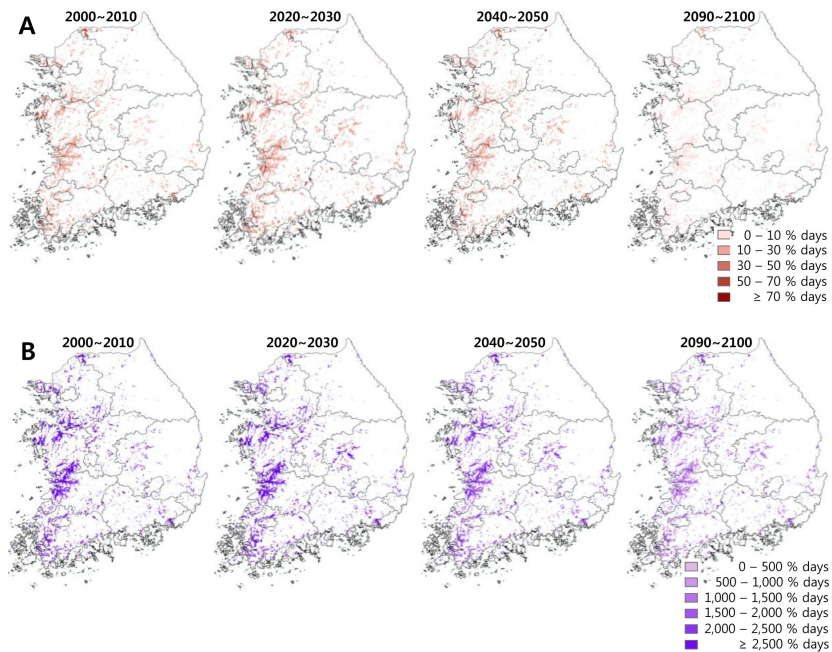 A
2000~2010
2020~2030
2040~2050
2090~2100
0 – 10 % days
10 – 30 % days
30 – 50 % days
50 – 70 % days
≥ 70 % days
B
2000~2010
2020~2030
2040~2050
2090~2100
0 – 500 % days
500 – 1,000 % days
1,000 – 1,500 % days
1,500 – 2,000 % days
2,000 – 2,500 % days
≥ 2,500 % days